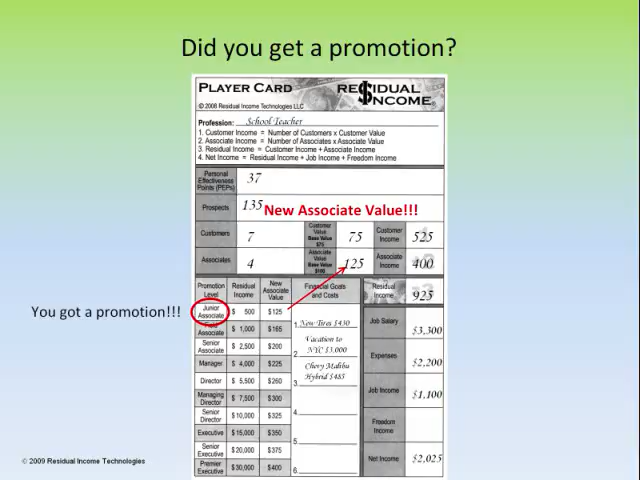 Did you get a promotion?
PLAYER CARD
RE$IDUAL INCOME
© 2008 Residual Income Technologies LLC
Profession: School Teacher
1. Customer Income = Number of Customers x Customer Value
2. Associate Income = Number of Associates x Associate Value
3. Residual Income = Customer Income + Associate Income
4. Net Income = Residual Income + Job Income + Freedom Income
Personal Effectiveness Points (PEPs) 37
Prospects 135
New Associate Value!!!
Customers 7 Customer Value Base Value $75 75 Customer Income 525
Associates 4 Associate Value Base Value 125 Associate Income 400
Promotion Level Residual Income New Associate Value Financial Goals and Costs Residual Income 925
You got a promotion!!!
Junior Associate $ 500 $125
Field Associate $ 1,000 $165
Senior Associate $ 2,500 $200
Manager $ 4,000 $225
Director $ 5,500 $260
Managing Director $ 7,500 $300
Senior Director $10,000 $325
Executive $15,000 $350
Senior Executive $20,000 $375
Premier Executive $30,000 $400
1. New Tires $430
2. Vacation to NYC $3,000
3. Chevy Malibu Hybrid $485
4.
5.
6.
Job Salary $3,300
Expenses $2,200
Job Income $1,100
Freedom Income
Net Income $2,025
© 2009 Residual Income Technologies